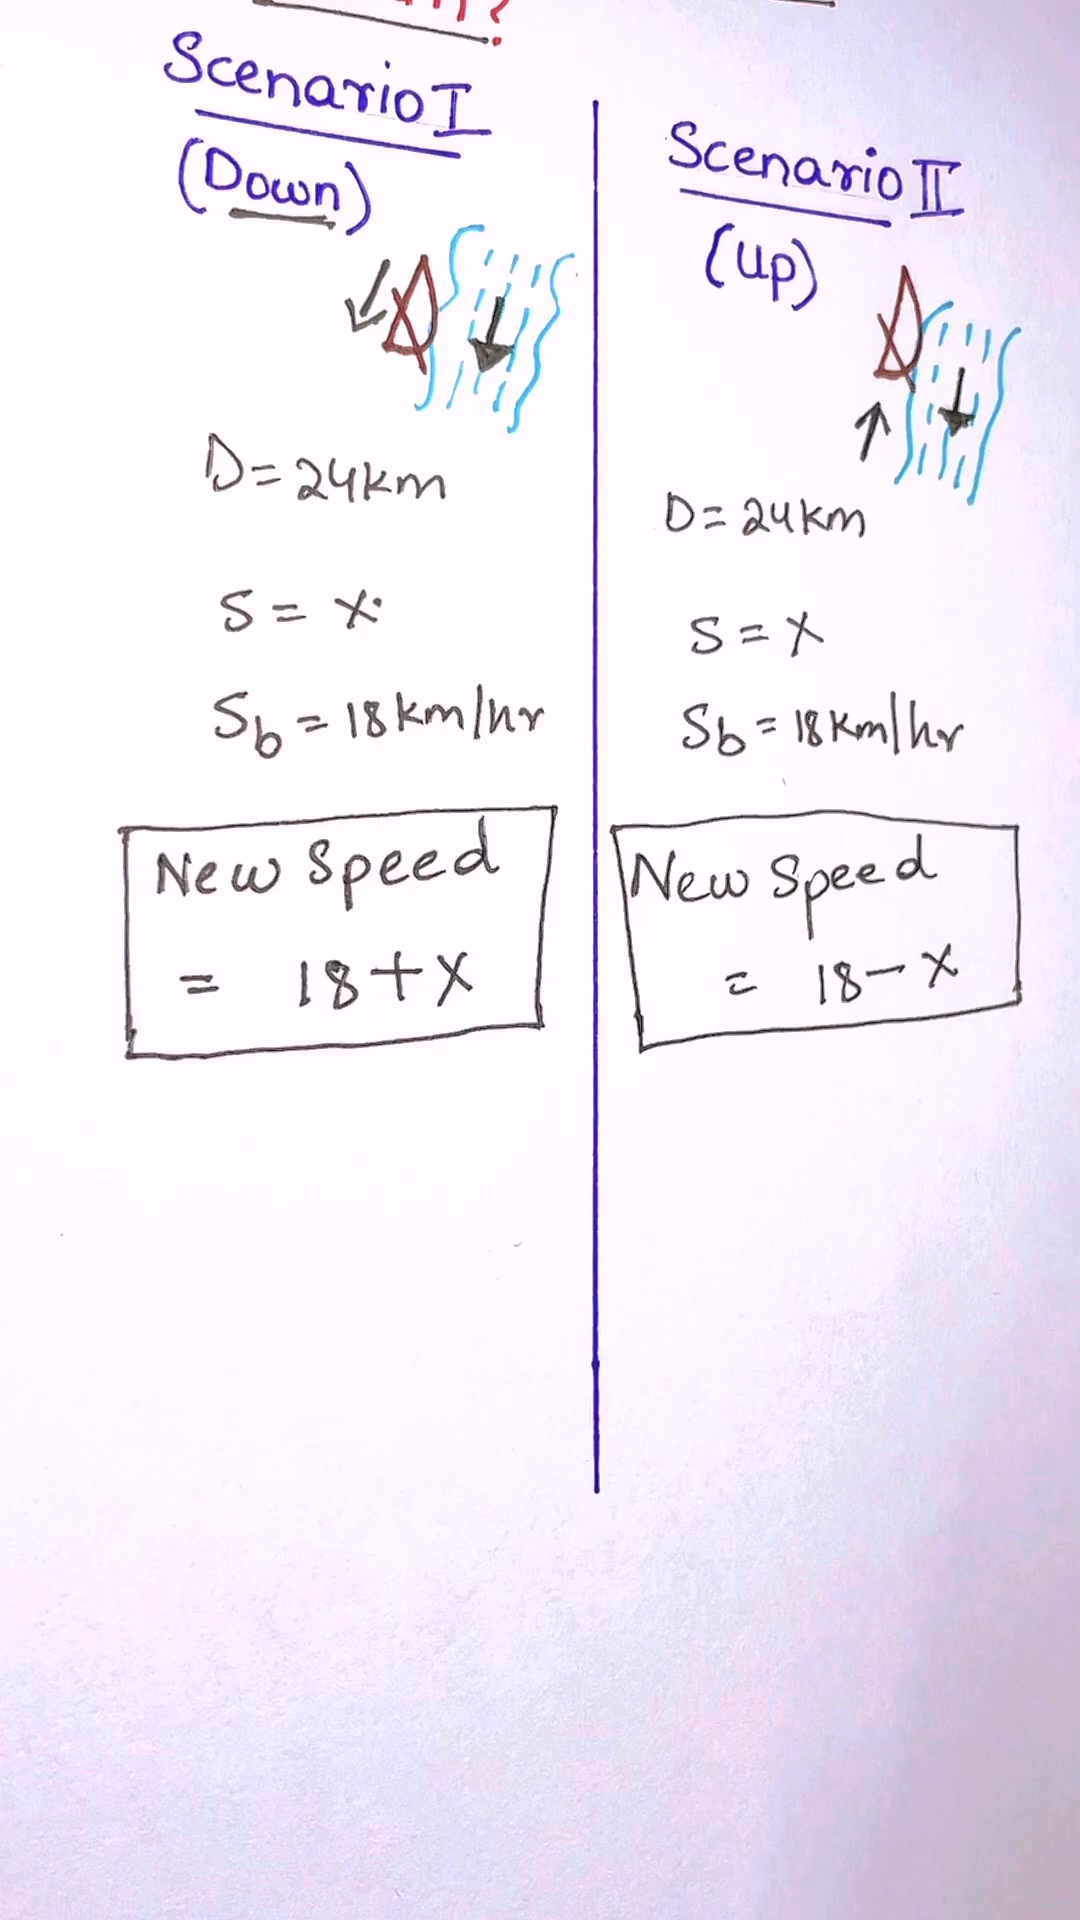 Scenario I
(Down)
D = 24km
S = x
Sb = 18km/hr
New Speed
= 18+x
Scenario II
(Up)
D = 24km
S = x
Sb = 18km/hr
New Speed
= 18-x